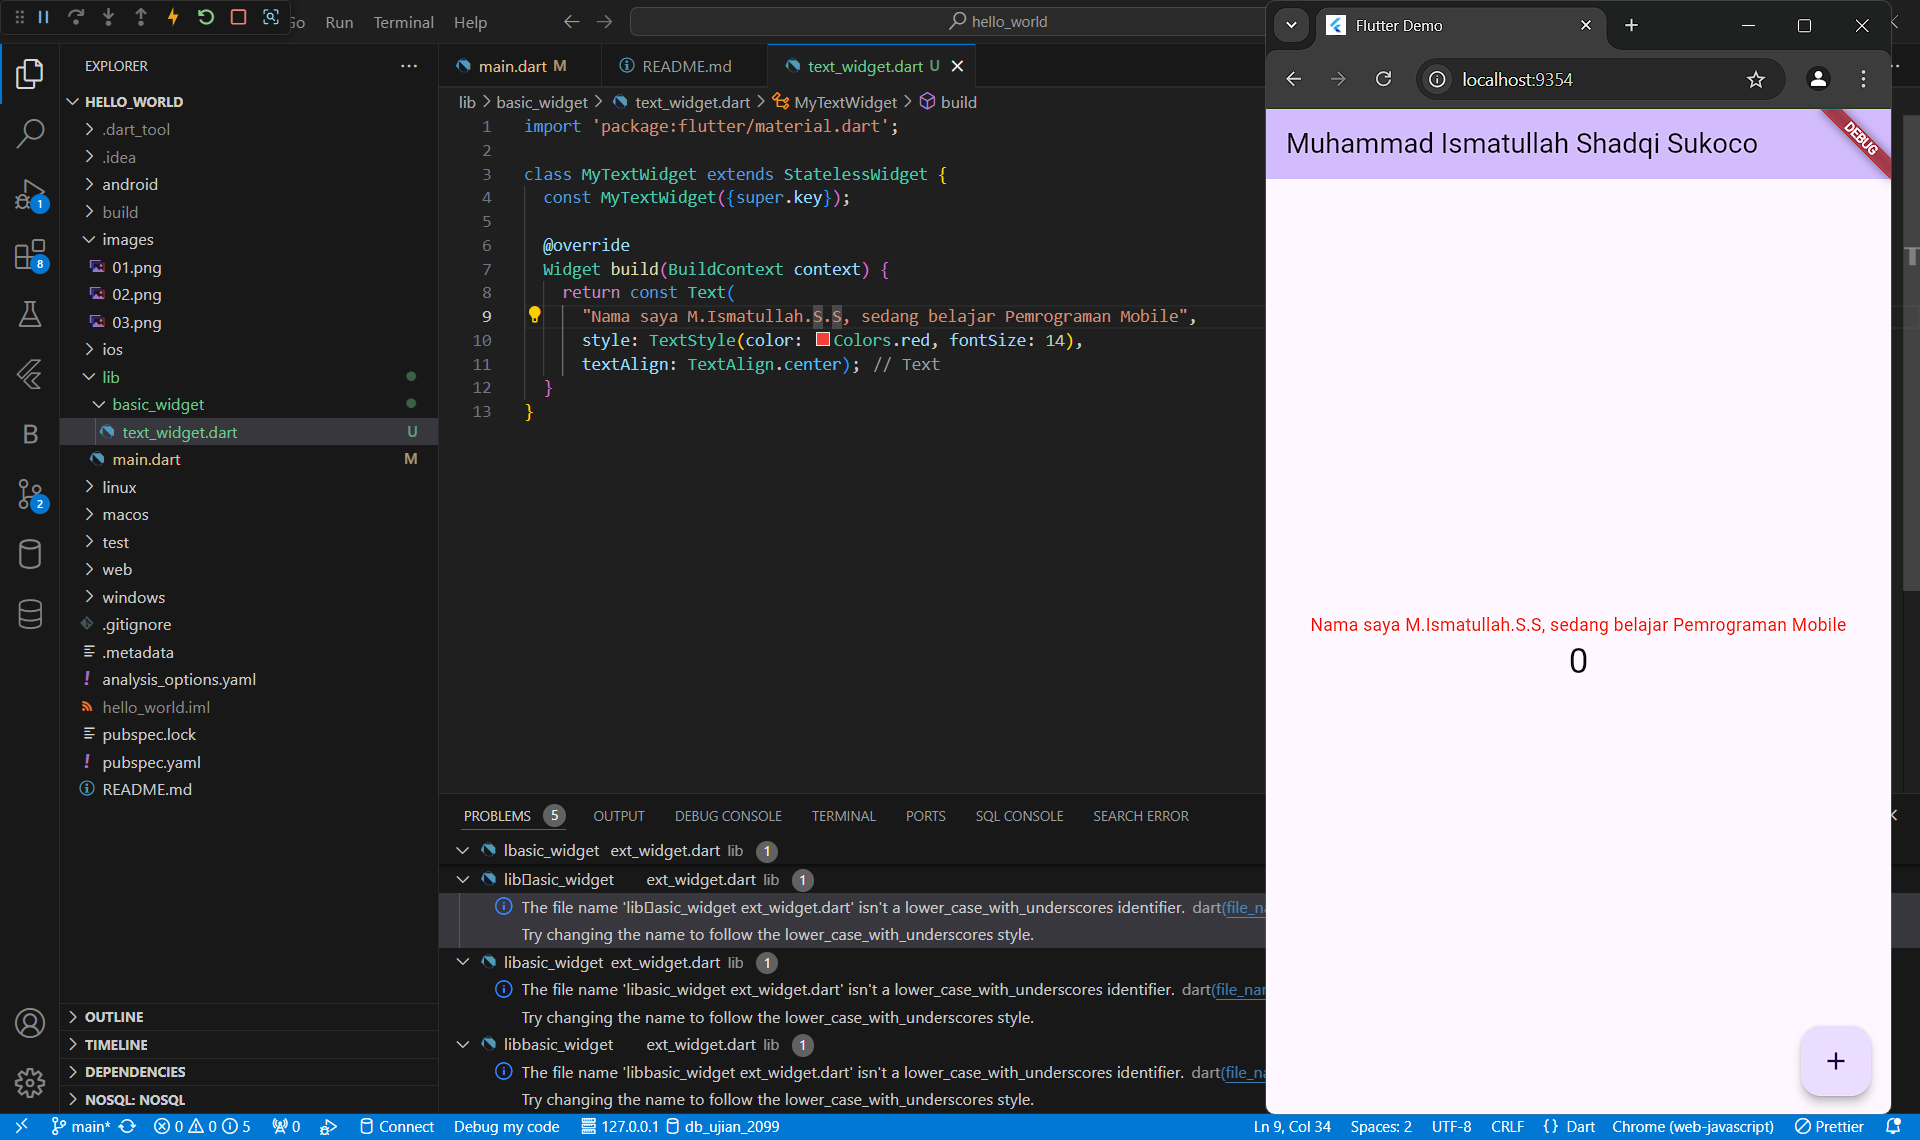 Go Run Terminal Help
hello_world
EXPLORER
HELLO_WORLD
.dart_tool
.idea
android
build
images
01.png
02.png
03.png
ios
lib
basic_widget
text_widget.dart U
main.dart M
linux
macos
test
web
windows
.gitignore
.metadata
analysis_options.yaml
hello_world.iml
pubspec.lock
pubspec.yaml
README.md
OUTLINE
TIMELINE
DEPENDENCIES
NOSQL: NOSQL
1
8
2
main.dart M
README.md
text_widget.dart U
lib > basic_widget > text_widget.dart > MyTextWidget > build
1 import 'package:flutter/material.dart';
2
3 class MyTextWidget extends StatelessWidget {
4 const MyTextWidget({super.key});
5
6 @override
7 Widget build(BuildContext context) {
8 return const Text(
9 "Nama saya M.Ismatullah.S.S, sedang belajar Pemrograman Mobile",
10 style: TextStyle(color: Colors.red, fontSize: 14),
11 textAlign: TextAlign.center); // Text
12 }
13 }
PROBLEMS 5 OUTPUT DEBUG CONSOLE TERMINAL PORTS SQL CONSOLE SEARCH ERROR
lbasic_widget ext_widget.dart lib 1
lib▯asic_widget ext_widget.dart lib 1
The file name 'lib▯asic_widget ext_widget.dart' isn't a lower_case_with_underscores identifier. dart(file_na
Try changing the name to follow the lower_case_with_underscores style.
libasic_widget ext_widget.dart lib 1
The file name 'libasic_widget ext_widget.dart' isn't a lower_case_with_underscores identifier. dart(file_nar
Try changing the name to follow the lower_case_with_underscores style.
libbasic_widget ext_widget.dart lib 1
The file name 'libbasic_widget ext_widget.dart' isn't a lower_case_with_underscores identifier. dart(file_na
Try changing the name to follow the lower_case_with_underscores style.
Flutter Demo
localhost:9354
Muhammad Ismatullah Shadqi Sukoco
DEBUG
Nama saya M.Ismatullah.S.S, sedang belajar Pemrograman Mobile
0
+
main* 0 0 5 0 Connect Debug my code 127.0.0.1 db_ujian_2099 Ln 9, Col 34 Spaces: 2 UTF-8 CRLF {} Dart Chrome (web-javascript) Prettier